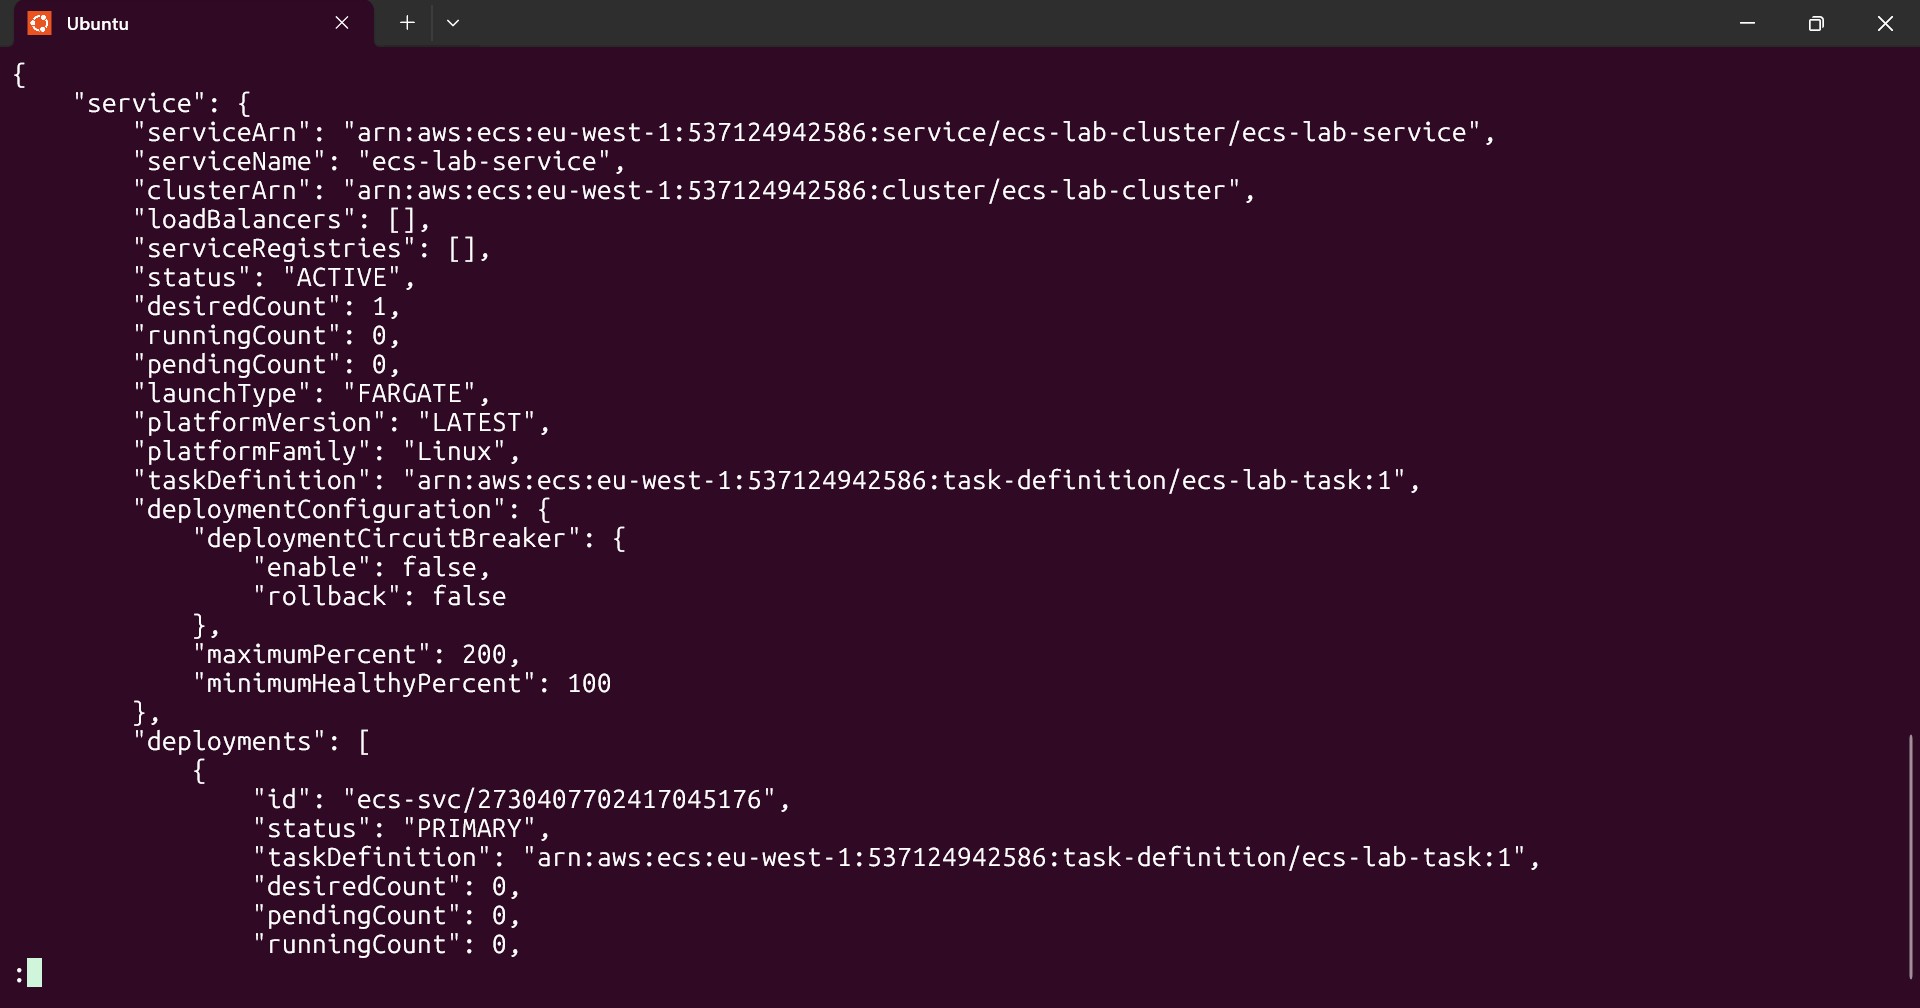 Ubuntu
{
    "service": {
        "serviceArn": "arn:aws:ecs:eu-west-1:537124942586:service/ecs-lab-cluster/ecs-lab-service",
        "serviceName": "ecs-lab-service",
        "clusterArn": "arn:aws:ecs:eu-west-1:537124942586:cluster/ecs-lab-cluster",
        "loadBalancers": [],
        "serviceRegistries": [],
        "status": "ACTIVE",
        "desiredCount": 1,
        "runningCount": 0,
        "pendingCount": 0,
        "launchType": "FARGATE",
        "platformVersion": "LATEST",
        "platformFamily": "Linux",
        "taskDefinition": "arn:aws:ecs:eu-west-1:537124942586:task-definition/ecs-lab-task:1",
        "deploymentConfiguration": {
            "deploymentCircuitBreaker": {
                "enable": false,
                "rollback": false
            },
            "maximumPercent": 200,
            "minimumHealthyPercent": 100
        },
        "deployments": [
            {
                "id": "ecs-svc/2730407702417045176",
                "status": "PRIMARY",
                "taskDefinition": "arn:aws:ecs:eu-west-1:537124942586:task-definition/ecs-lab-task:1",
                "desiredCount": 0,
                "pendingCount": 0,
                "runningCount": 0,
: